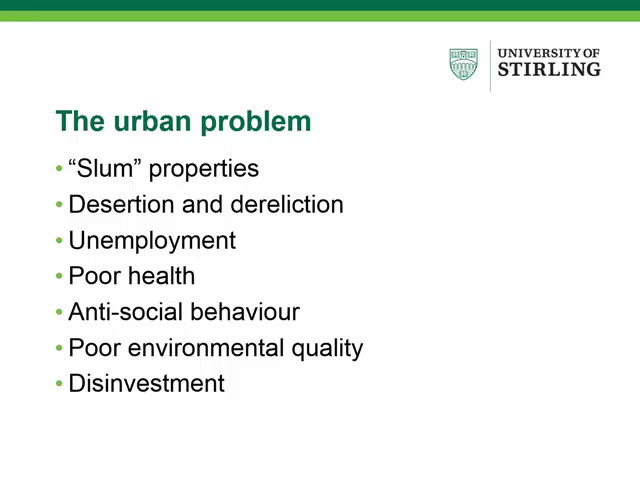 UNIVERSITY OF
STIRLING
The urban problem
• “Slum” properties
• Desertion and dereliction
• Unemployment
• Poor health
• Anti-social behaviour
• Poor environmental quality
• Disinvestment